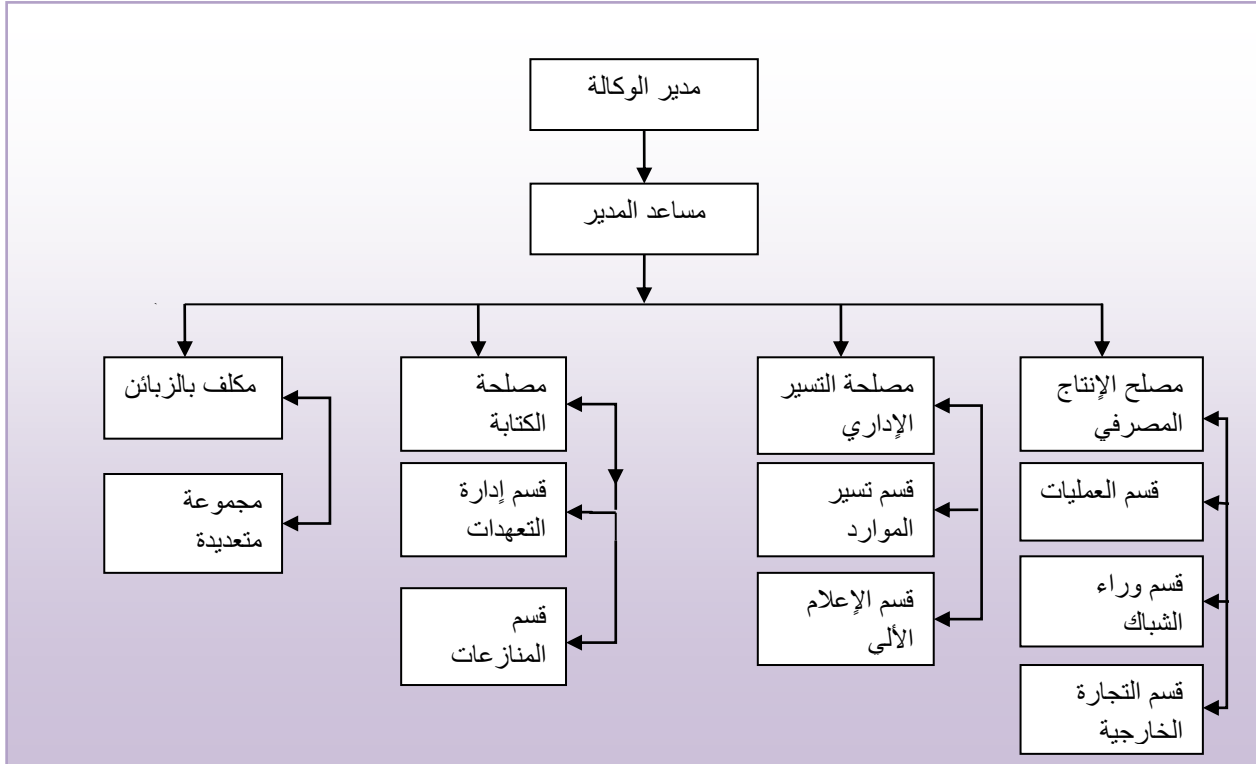 مدير الوكالة
مساعد المدير
مصلح الإنتاج
المصرفي
قسم العمليات
قسم وراء
الشباك
قسم التجارة
الخارجية
مصلحة التسير
الإداري
قسم تسير
الموارد
قسم الإعلام
الألي
مصلحة
الكتابة
قسم إدارة
التعهدات
قسم
المنازعات
مكلف بالزبائن
مجموعة
متعديدة